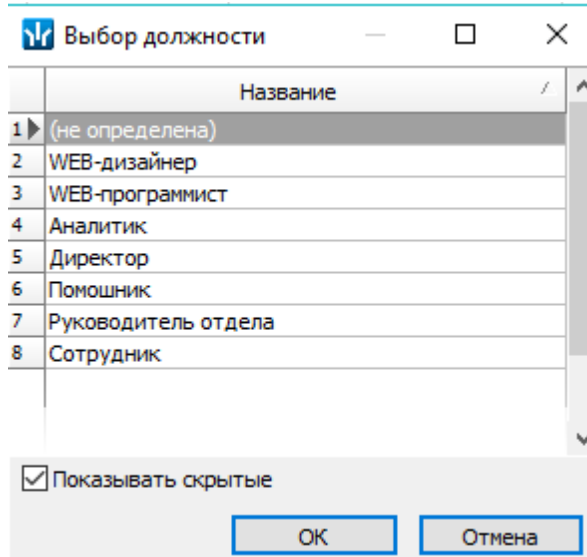 Выбор должности
Название
1 (не определена)
2 WEB-дизайнер
3 WEB-программист
4 Аналитик
5 Директор
6 Помошник
7 Руководитель отдела
8 Сотрудник
Показывать скрытые
ОК Отмена